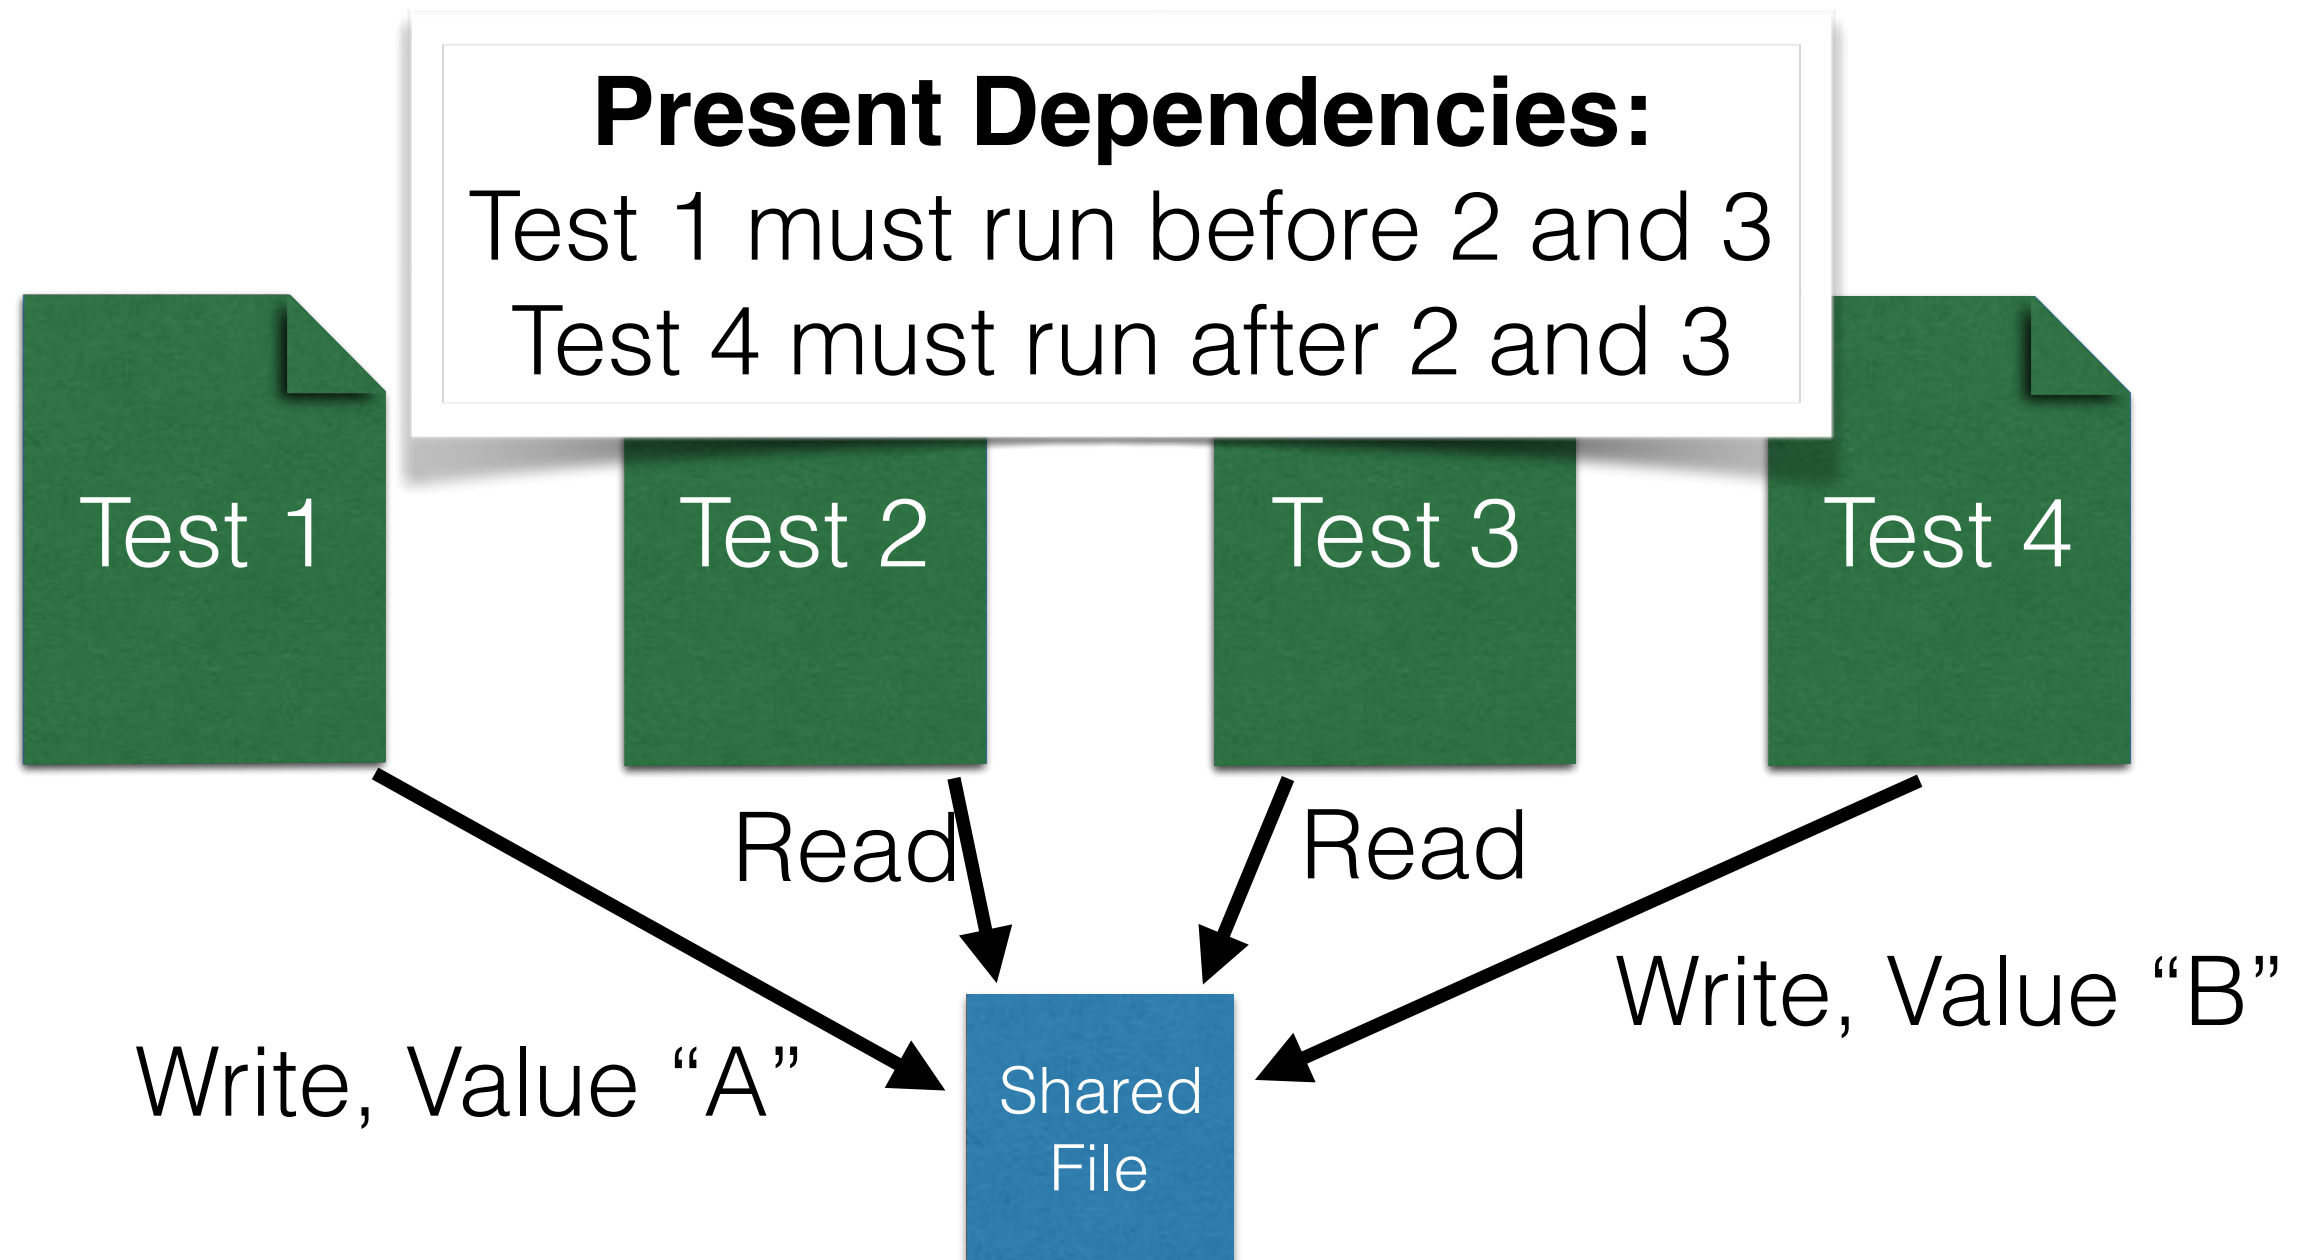 Present Dependencies:
Test 1 must run before 2 and 3
Test 4 must run after 2 and 3
Test 1
Test 2
Test 3
Test 4
Read
Read
Write, Value “B”
Write, Value “A”
Shared
File